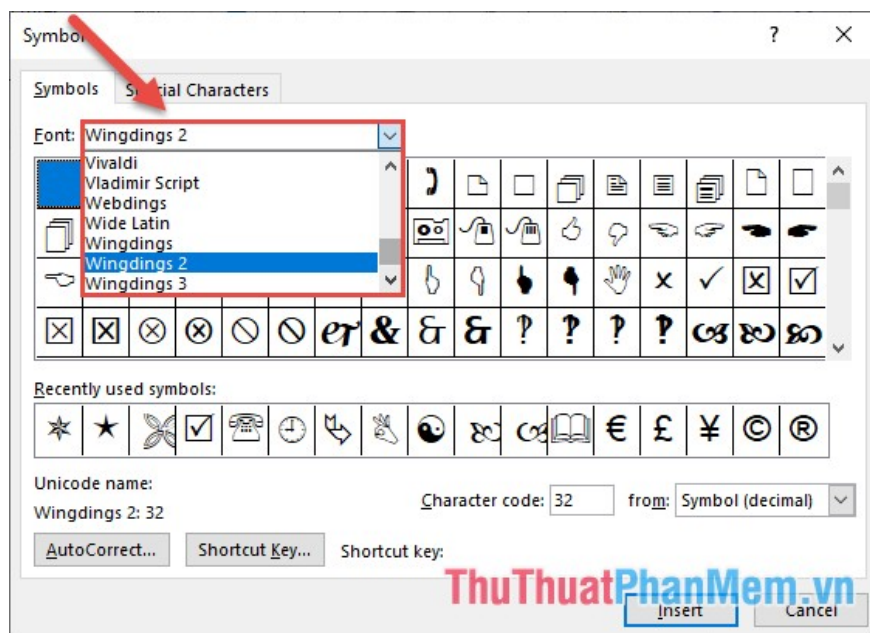 Symbol
? X
Symbols Special Characters
Font: Wingdings 2
Vivaldi
Vladimir Script
Webdings
Wide Latin
Wingdings
Wingdings 2
Wingdings 3
& & & &
Recently used symbols:
€ £ ¥ © ®
Unicode name:
Wingdings 2: 32
Character code: 32 from: Symbol (decimal)
AutoCorrect... Shortcut Key... Shortcut key:
ThuThuatPhanMem.vn
Insert Cancel